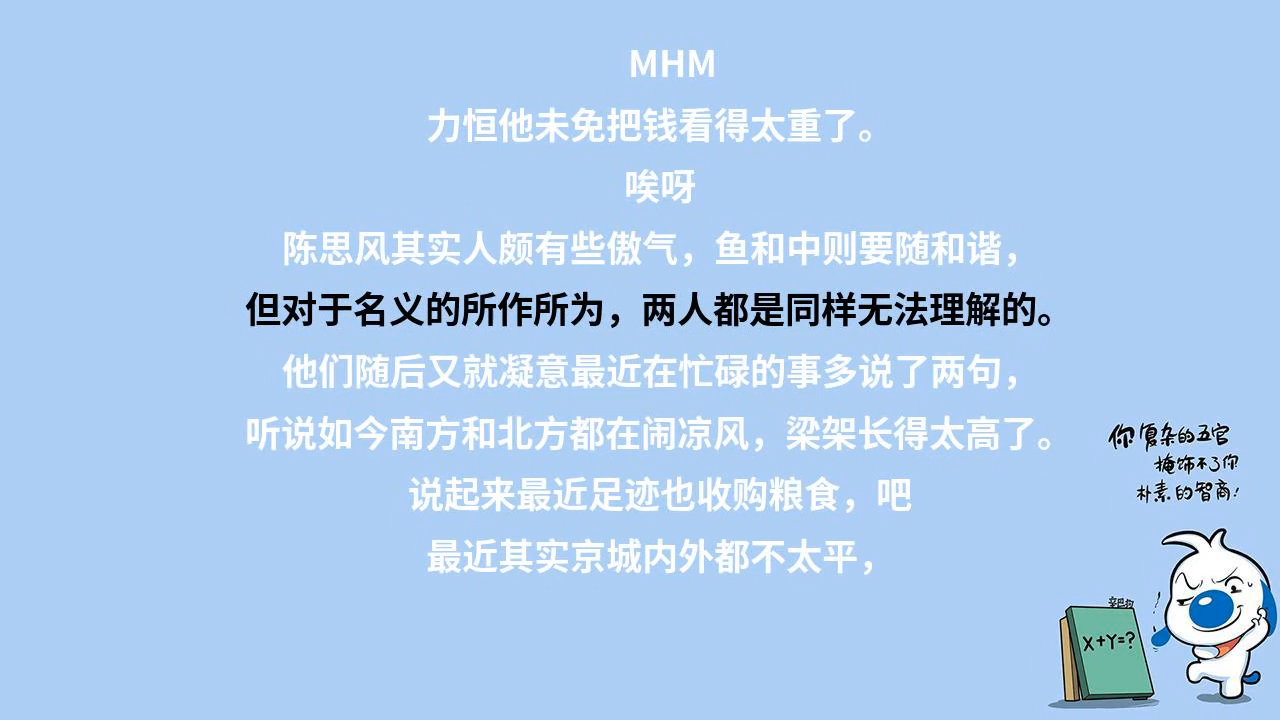 MHM
力恒他未免把钱看得太重了。
唉呀
陈思风其实人颇有些傲气，鱼和中则要随和谐，
但对于名义的所作所为，两人都是同样无法理解的。
他们随后又就凝意最近在忙碌的事多说了两句，
听说如今南方和北方都在闹凉风，梁架长得太高了。
说起来最近足迹也收购粮食，吧
最近其实京城内外都不太平，
你复杂的五官
掩饰不了你
朴素的智商！
X+Y=?